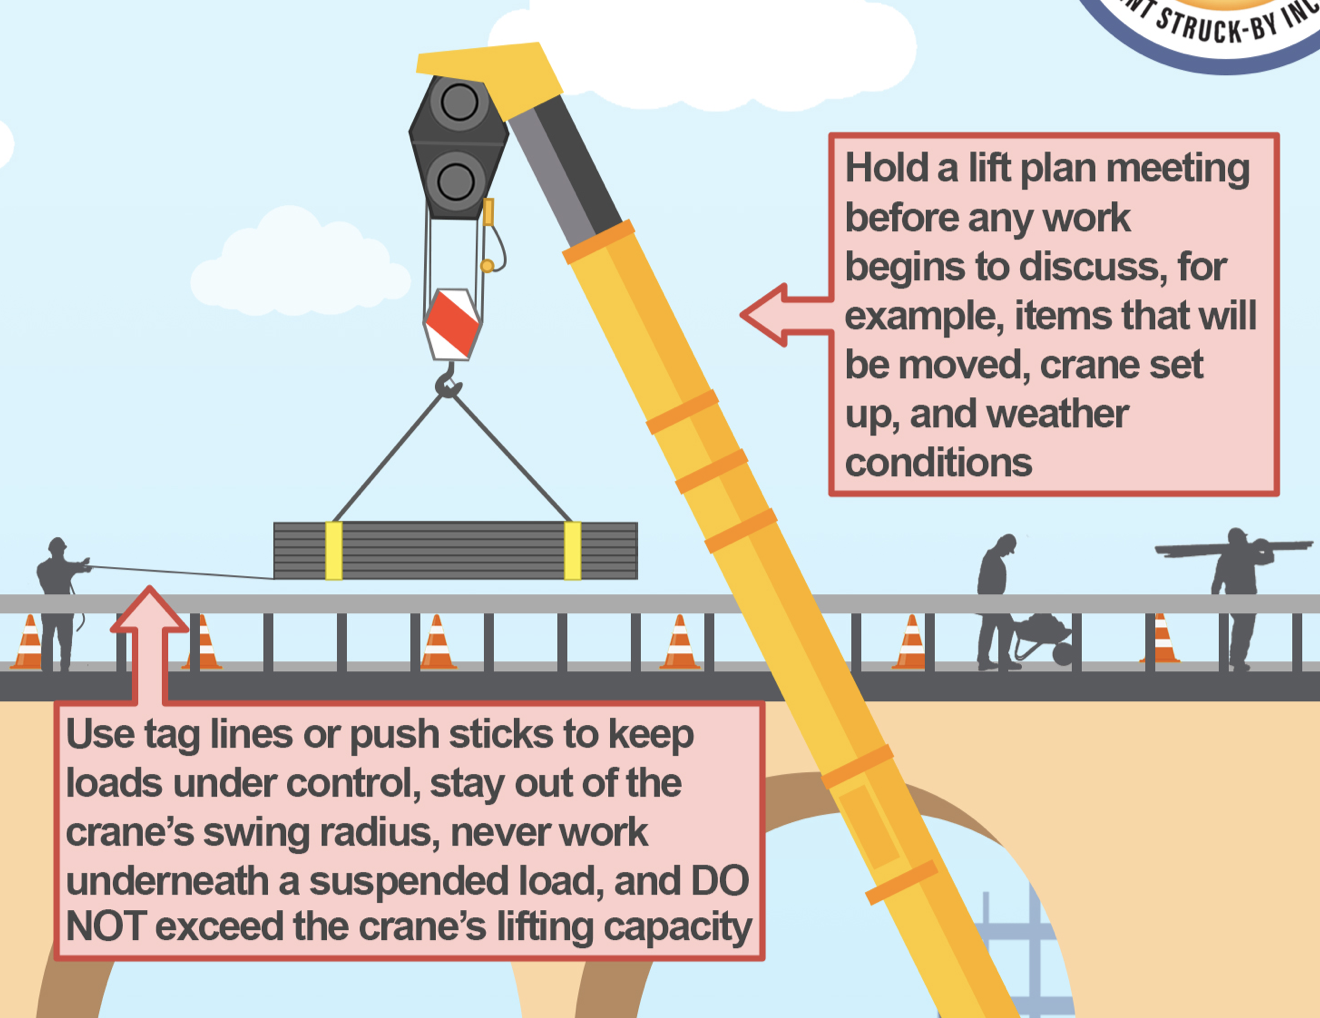 NT STRUCK-BY INC
Hold a lift plan meeting
before any work
begins to discuss, for
example, items that will
be moved, crane set
up, and weather
conditions
Use tag lines or push sticks to keep
loads under control, stay out of the
crane’s swing radius, never work
underneath a suspended load, and DO
NOT exceed the crane’s lifting capacity